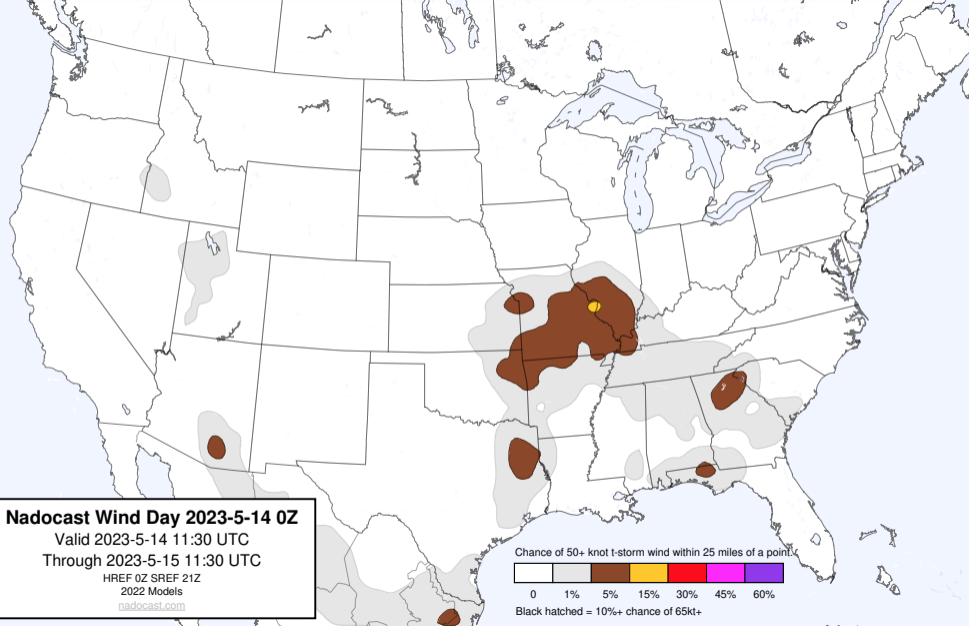 Nadocast Wind Day 2023-5-14 0Z
Valid 2023-5-14 11:30 UTC
Through 2023-5-15 11:30 UTC
HREF 0Z SREF 21Z
2022 Models
nadocast.com
Chance of 50+ knot t-storm wind within 25 miles of a point.
0 1% 5% 15% 30% 45% 60%
Black hatched = 10%+ chance of 65kt+